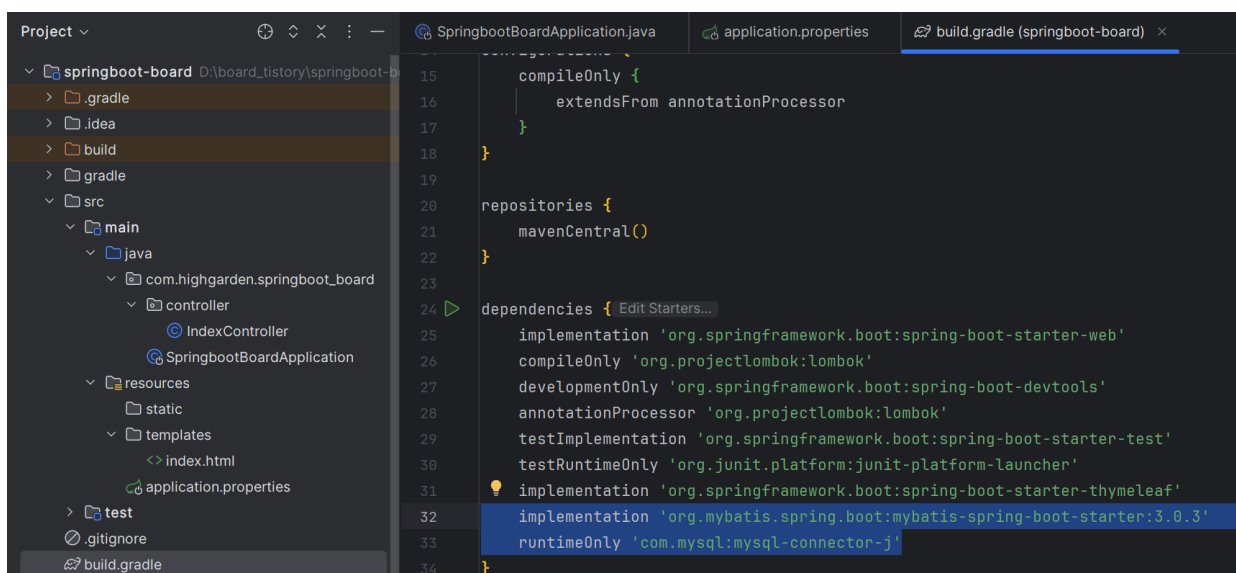 Project
springboot-board D:\board_tistory\springboot-b
.gradle
.idea
build
gradle
src
main
java
com.highgarden.springboot_board
controller
IndexController
SpringbootBoardApplication
resources
static
templates
index.html
application.properties
test
.gitignore
build.gradle
SpringbootBoardApplication.java
application.properties
build.gradle (springboot-board)
15 compileOnly {
16 extendsFrom annotationProcessor
17 }
18 }
19
20 repositories {
21 mavenCentral()
22 }
23
24 dependencies { Edit Starters...
25 implementation 'org.springframework.boot:spring-boot-starter-web'
26 compileOnly 'org.projectlombok:lombok'
27 developmentOnly 'org.springframework.boot:spring-boot-devtools'
28 annotationProcessor 'org.projectlombok:lombok'
29 testImplementation 'org.springframework.boot:spring-boot-starter-test'
30 testRuntimeOnly 'org.junit.platform:junit-platform-launcher'
31 implementation 'org.springframework.boot:spring-boot-starter-thymeleaf'
32 implementation 'org.mybatis.spring.boot:mybatis-spring-boot-starter:3.0.3'
33 runtimeOnly 'com.mysql:mysql-connector-j'
34 }